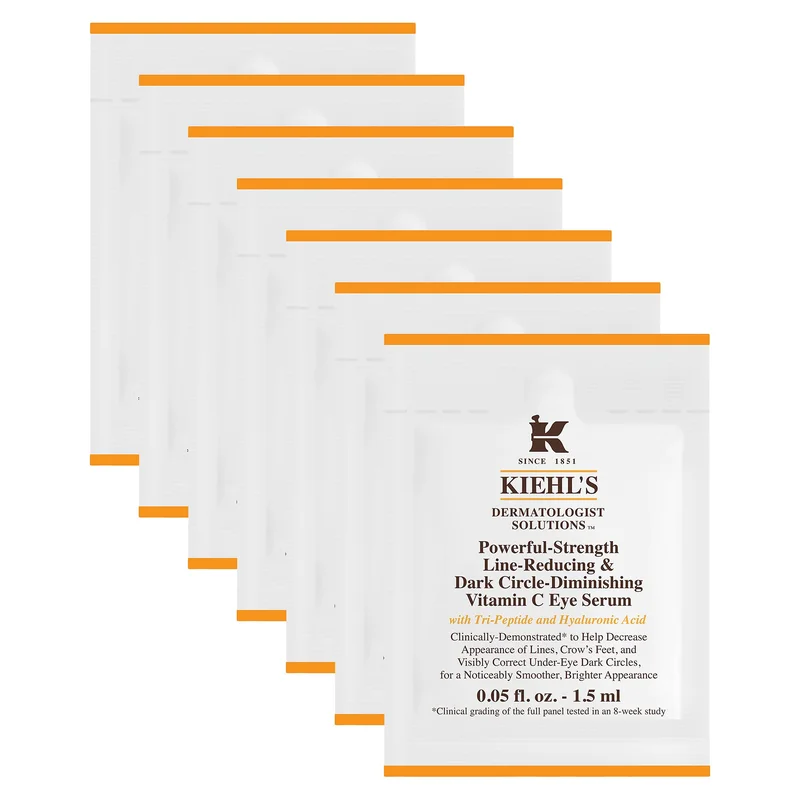 K
SINCE 1851
KIEHL'S
DERMATOLOGIST
SOLUTIONS™
Powerful-Strength
Line-Reducing &
Dark Circle-Diminishing
Vitamin C Eye Serum
with Tri-Peptide and Hyaluronic Acid
Clinically-Demonstrated* to Help Decrease
Appearance of Lines, Crow's Feet, and
Visibly Correct Under-Eye Dark Circles,
for a Noticeably Smoother, Brighter Appearance
0.05 fl. oz. - 1.5 ml
*Clinical grading of the full panel tested in an 8-week study